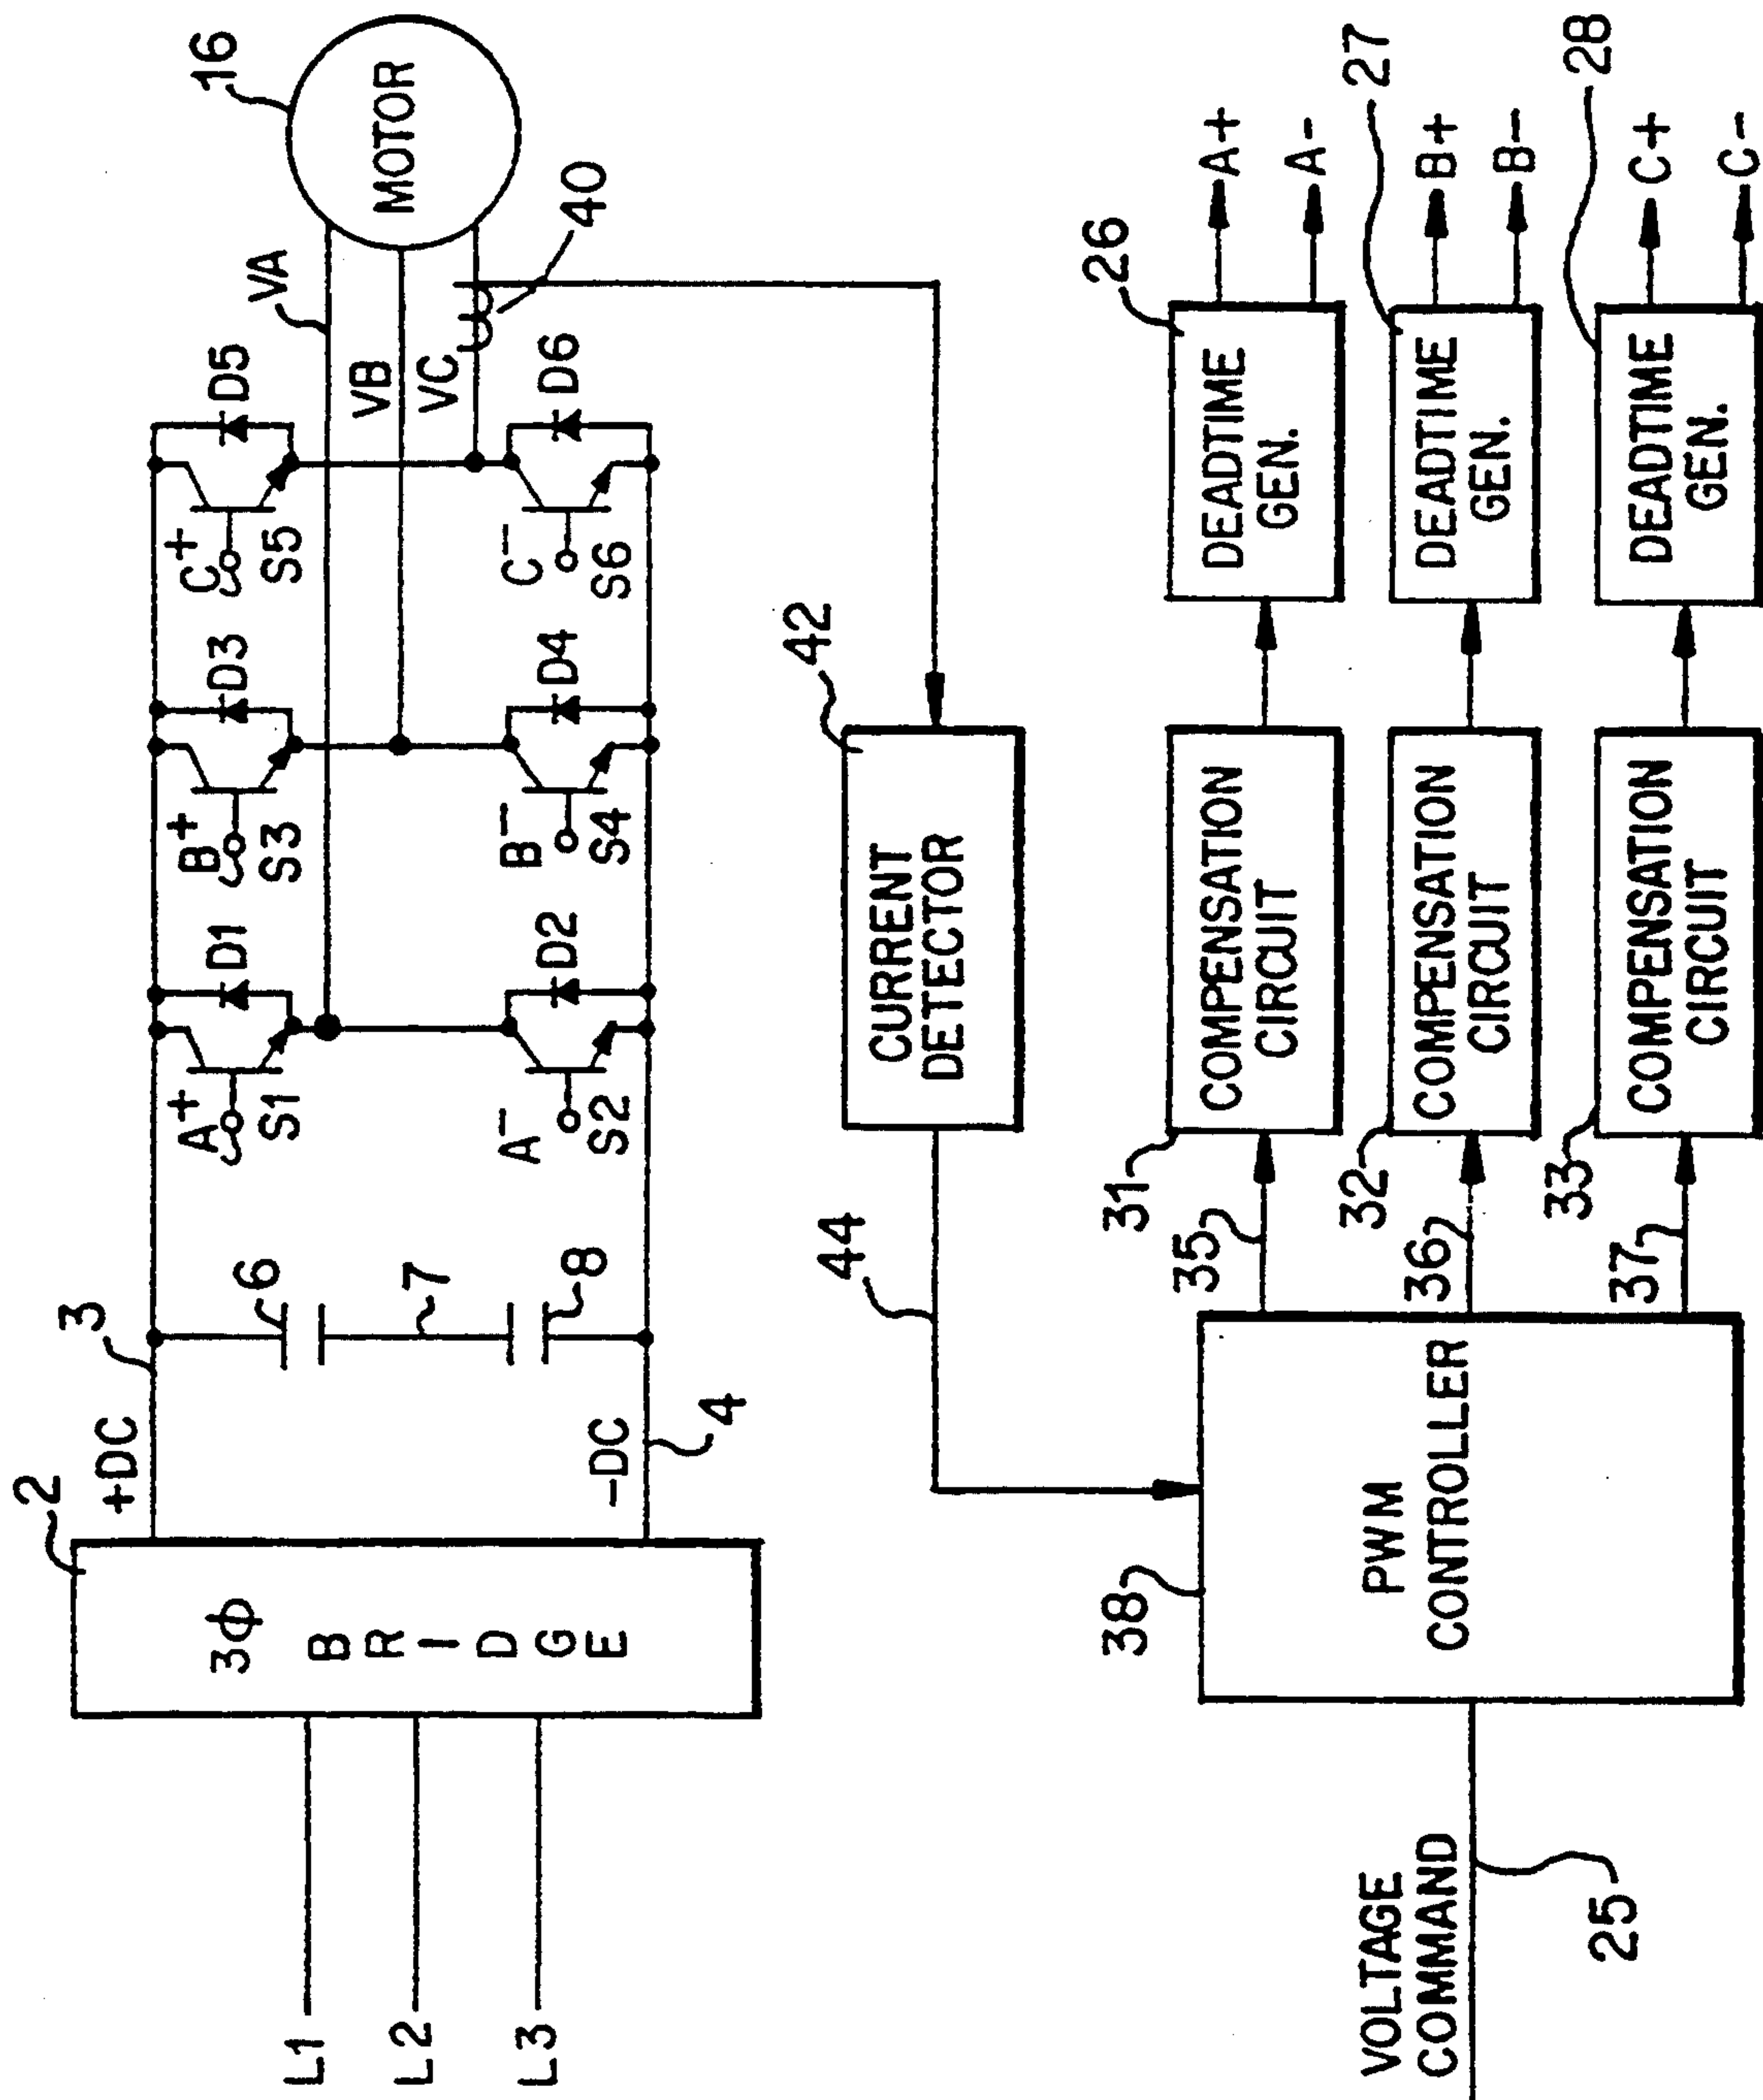 L1
L2
L3
2
3Φ
BRIDGE
+DC
3
-DC
4
6
7
8
A+
S1
D1
A-
S2
D2
B+
S3
D3
B-
S4
D4
C+
S5
D5
C-
S6
D6
VA
VB
VC
16
MOTOR
40
42
CURRENT
DETECTOR
44
VOLTAGE
COMMAND
25
38
PWM
CONTROLLER
35
36
37
31
COMPENSATION
CIRCUIT
32
COMPENSATION
CIRCUIT
33
COMPENSATION
CIRCUIT
26
DEADTIME
GEN.
27
DEADTIME
GEN.
28
DEADTIME
GEN.
A+
A-
B+
B-
C+
C-